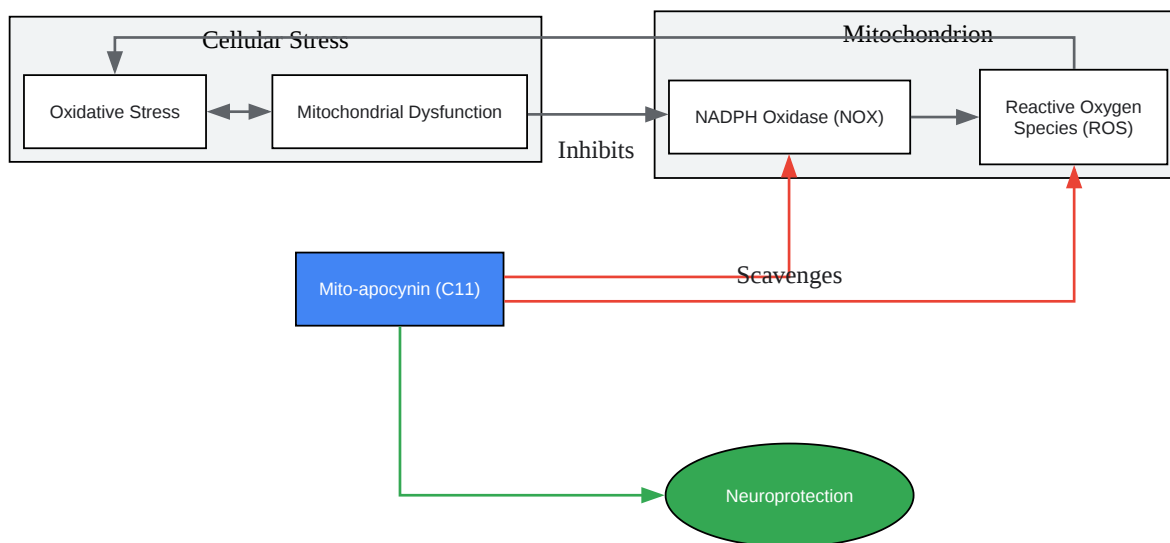 Cellular Stress
Mitochondrion
Oxidative Stress
Mitochondrial Dysfunction
NADPH Oxidase (NOX)
Reactive Oxygen
Species (ROS)
Inhibits
Scavenges
Mito-apocynin (C11)
Neuroprotection